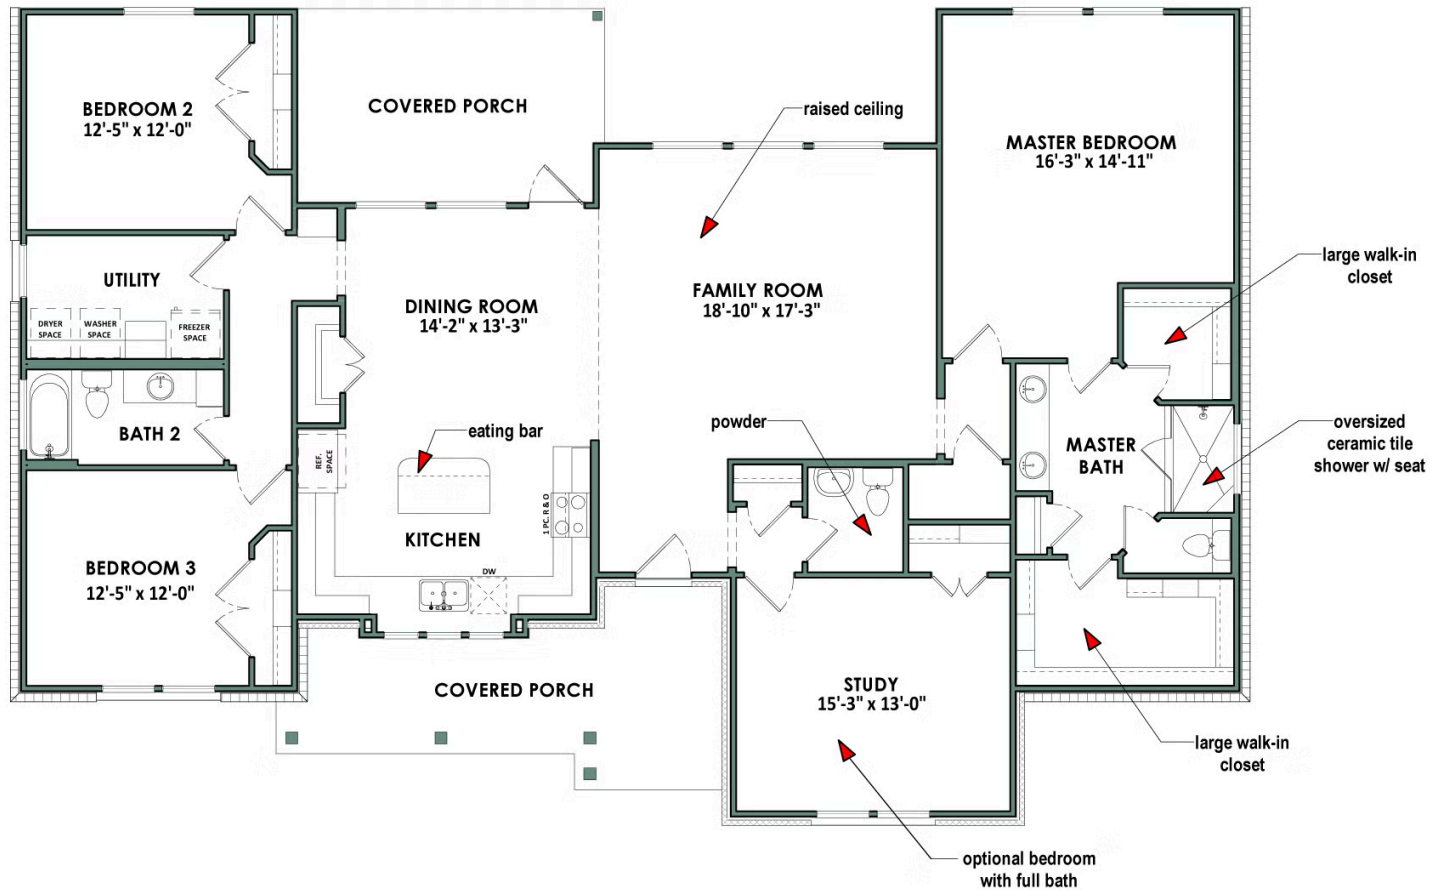 BEDROOM 2
12'-5" x 12'-0"
COVERED PORCH
raised ceiling
MASTER BEDROOM
16'-3" x 14'-11"
large walk-in
closet
UTILITY
DRYER
SPACE
WASHER
SPACE
FREEZER
SPACE
DINING ROOM
14'-2" x 13'-3"
FAMILY ROOM
18'-10" x 17'-3"
BATH 2
eating bar
powder
MASTER
BATH
oversized
ceramic tile
shower w/ seat
REF.
SPACE
1 PC. R & O
KITCHEN
DW
BEDROOM 3
12'-5" x 12'-0"
COVERED PORCH
STUDY
15'-3" x 13'-0"
large walk-in
closet
optional bedroom
with full bath